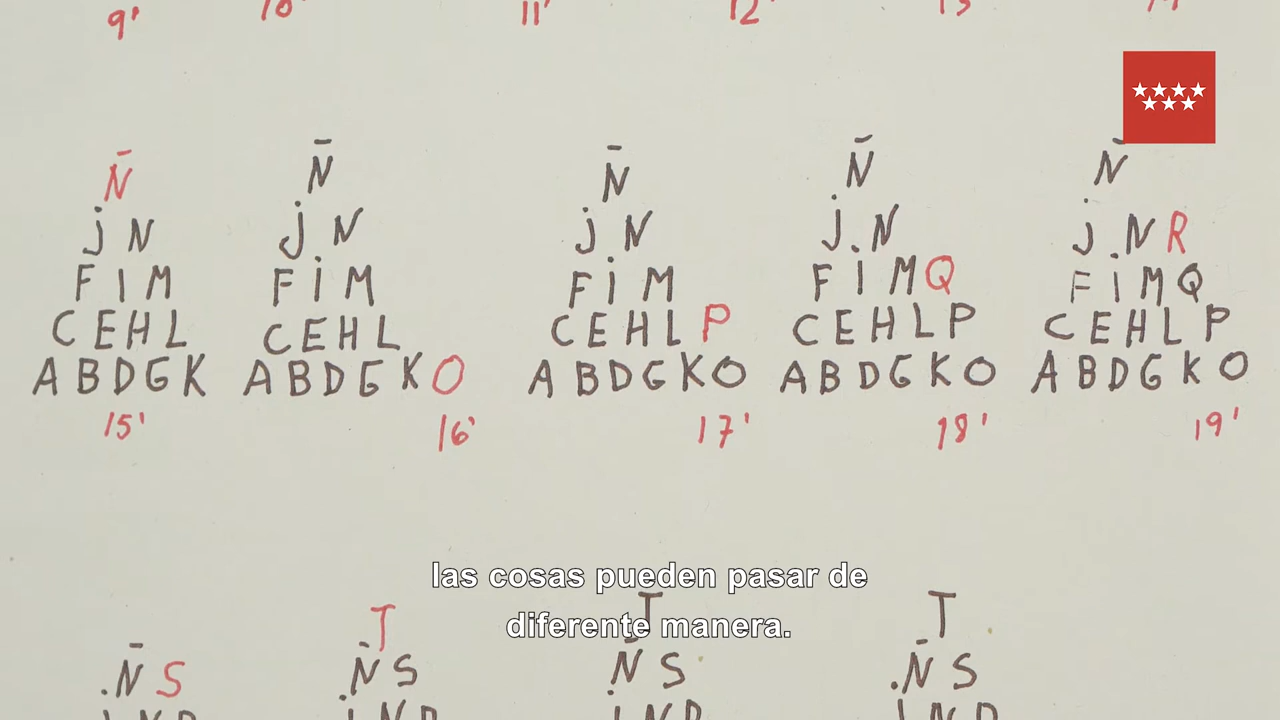 9' 10' 11' 12' 13'
Ñ Ñ Ñ Ñ Ñ
j N j N j N j N j N R
F I M F i M F i M F I M Q F i M Q
C E H L C E H L C E H L P C E H L P C E H L P
A B D G K A B D G K O A B D G K O A B D G K O A B D G K O
15' 16' 17' 18' 19'
las cosas pueden pasar de
diferente manera.
T T T
Ñ S Ñ S Ñ S Ñ S
j N R j N R j N R j N R